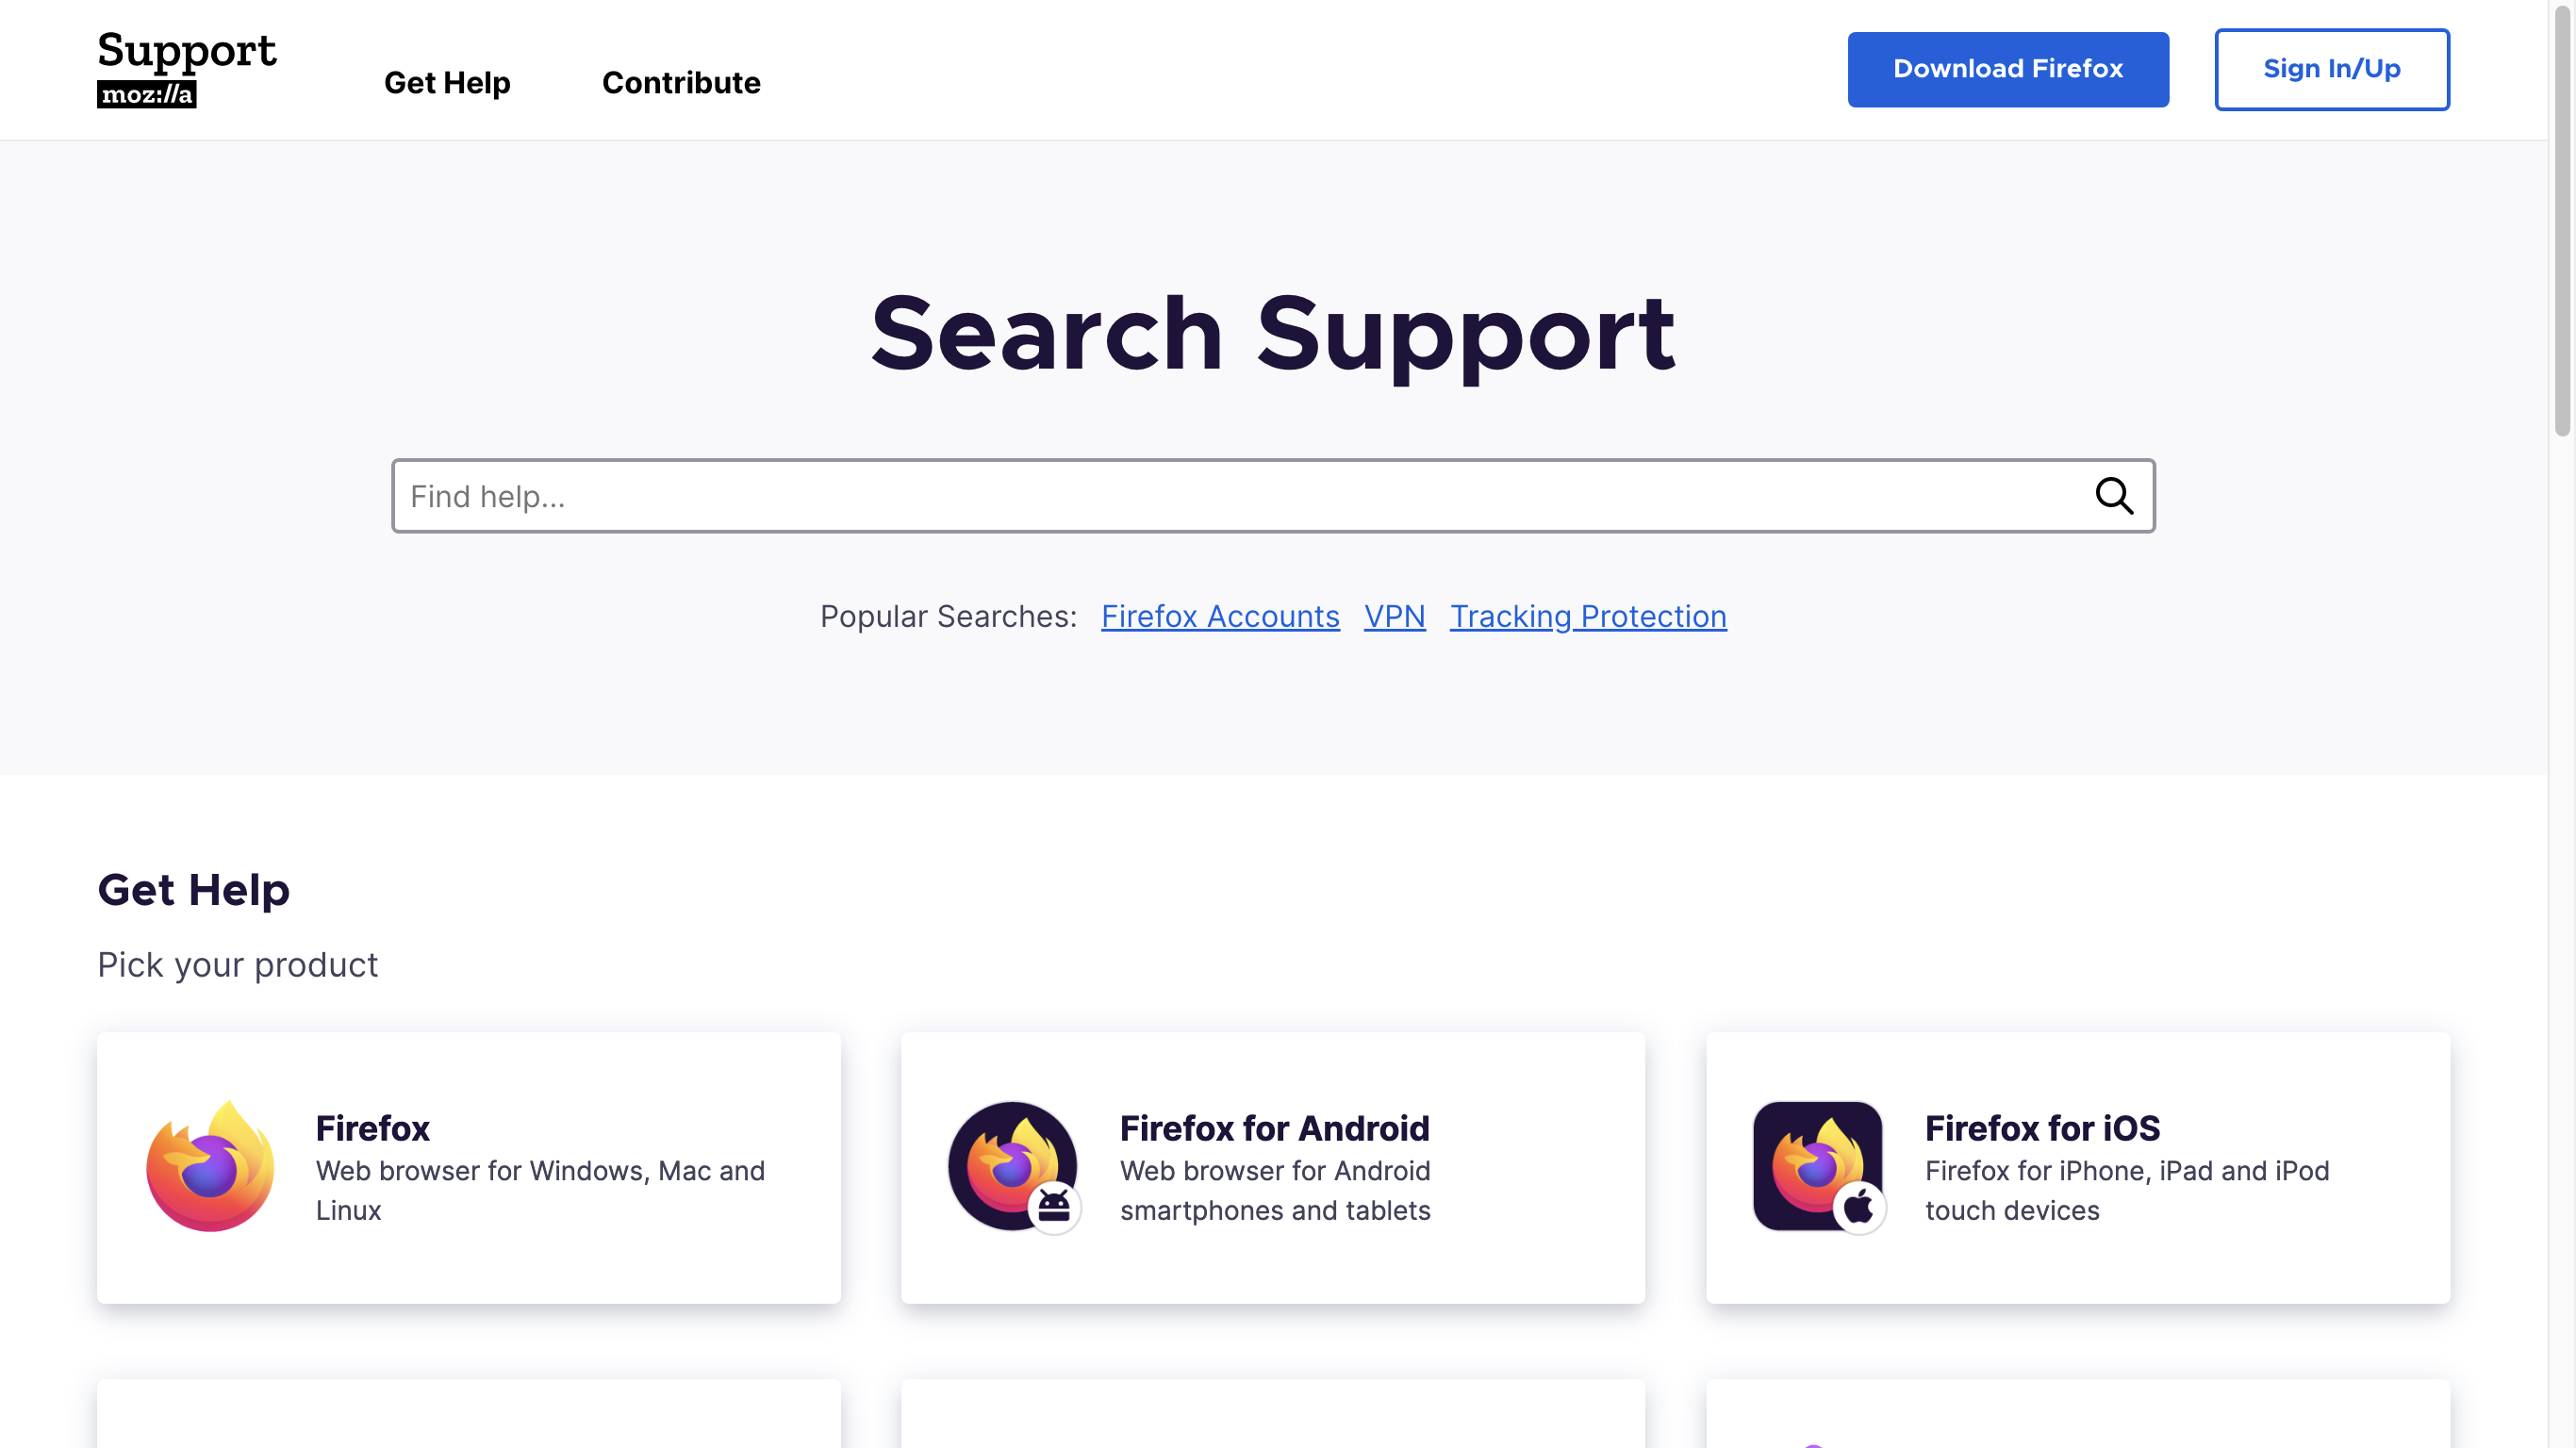 Support
moz://a
Get Help
Contribute
Download Firefox
Sign In/Up
Search Support
Find help...
Popular Searches: Firefox Accounts VPN Tracking Protection
Get Help
Pick your product
Firefox
Web browser for Windows, Mac and
Linux
Firefox for Android
Web browser for Android
smartphones and tablets
Firefox for iOS
Firefox for iPhone, iPad and iPod
touch devices